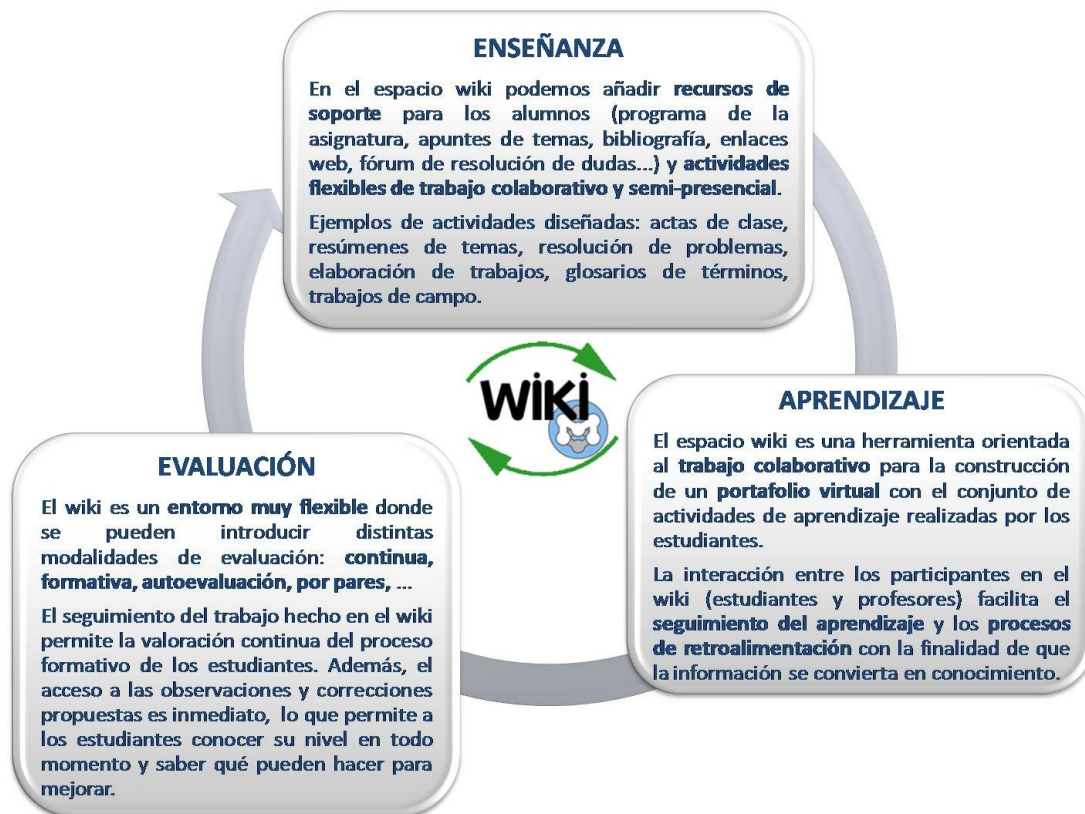 ENSEÑANZA
En el espacio wiki podemos añadir recursos de
soporte para los alumnos (programa de la
asignatura, apuntes de temas, bibliografía, enlaces
web, fórum de resolución de dudas...) y actividades
flexibles de trabajo colaborativo y semi-presencial.
Ejemplos de actividades diseñadas: actas de clase,
resúmenes de temas, resolución de problemas,
elaboración de trabajos, glosarios de términos,
trabajos de campo.
wiki
APRENDIZAJE
El espacio wiki es una herramienta orientada
al trabajo colaborativo para la construcción
de un portafolio virtual con el conjunto de
actividades de aprendizaje realizadas por los
estudiantes.
La interacción entre los participantes en el
wiki (estudiantes y profesores) facilita el
seguimiento del aprendizaje y los procesos
de retroalimentación con la finalidad de que
la información se convierta en conocimiento.
EVALUACIÓN
El wiki es un entorno muy flexible donde
se pueden introducir distintas
modalidades de evaluación: continua,
formativa, autoevaluación, por pares, ...
El seguimiento del trabajo hecho en el wiki
permite la valoración continua del proceso
formativo de los estudiantes. Además, el
acceso a las observaciones y correcciones
propuestas es inmediato, lo que permite a
los estudiantes conocer su nivel en todo
momento y saber qué pueden hacer para
mejorar.